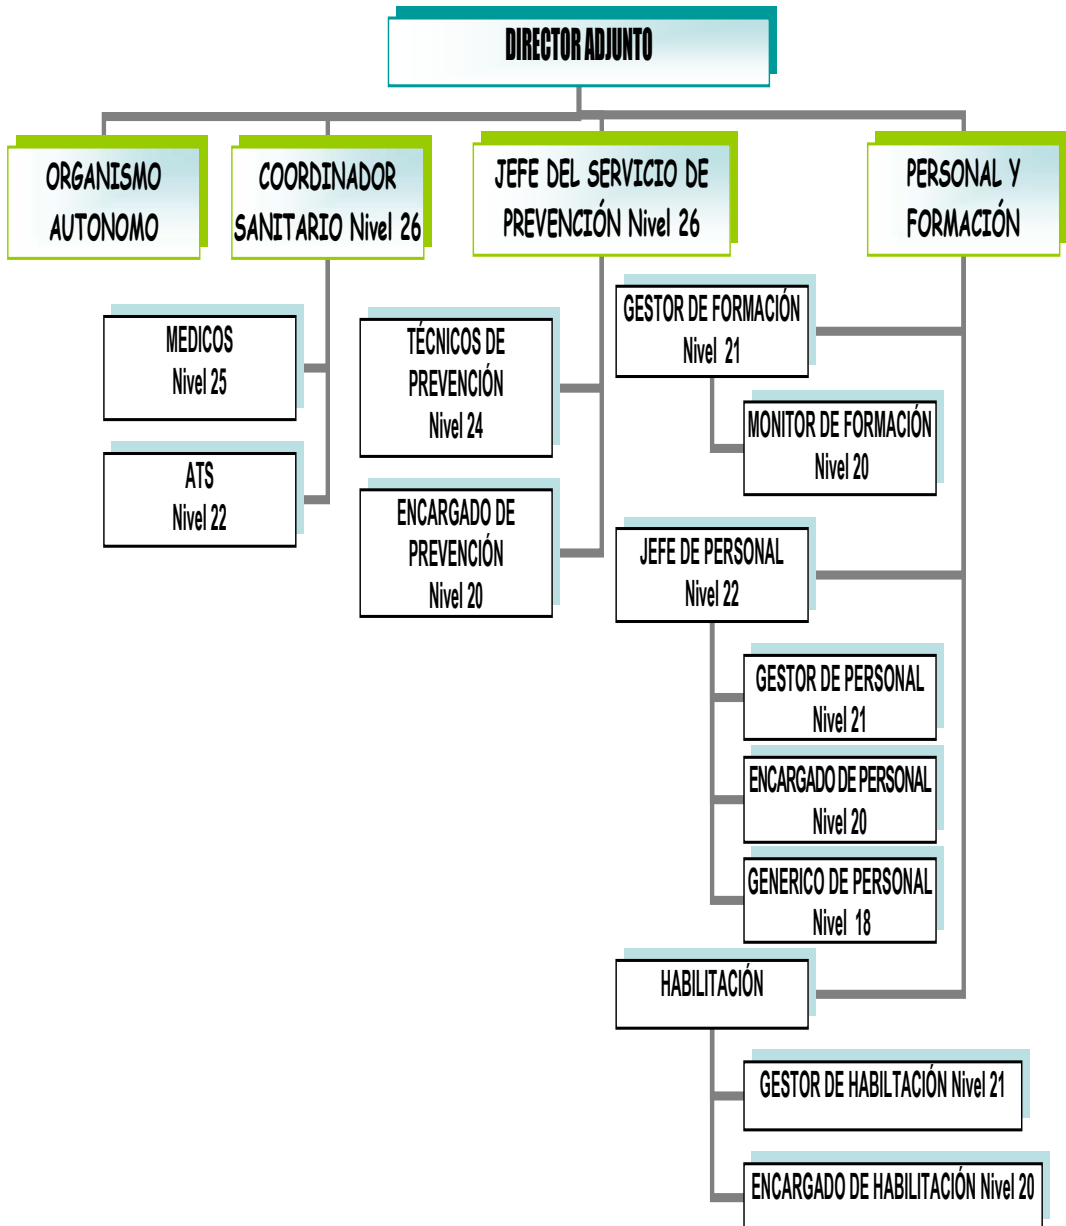 DIRECTOR ADJUNTO
ORGANISMO
AUTONOMO
COORDINADOR
SANITARIO Nivel 26
JEFE DEL SERVICIO DE
PREVENCIÓN Nivel 26
PERSONAL Y
FORMACIÓN
MEDICOS
Nivel 25
ATS
Nivel 22
TÉCNICOS DE
PREVENCIÓN
Nivel 24
ENCARGADO DE
PREVENCIÓN
Nivel 20
GESTOR DE FORMACIÓN
Nivel 21
MONITOR DE FORMACIÓN
Nivel 20
JEFE DE PERSONAL
Nivel 22
GESTOR DE PERSONAL
Nivel 21
ENCARGADO DE PERSONAL
Nivel 20
GENERICO DE PERSONAL
Nivel 18
HABILITACIÓN
GESTOR DE HABILTACIÓN Nivel 21
ENCARGADO DE HABILITACIÓN Nivel 20